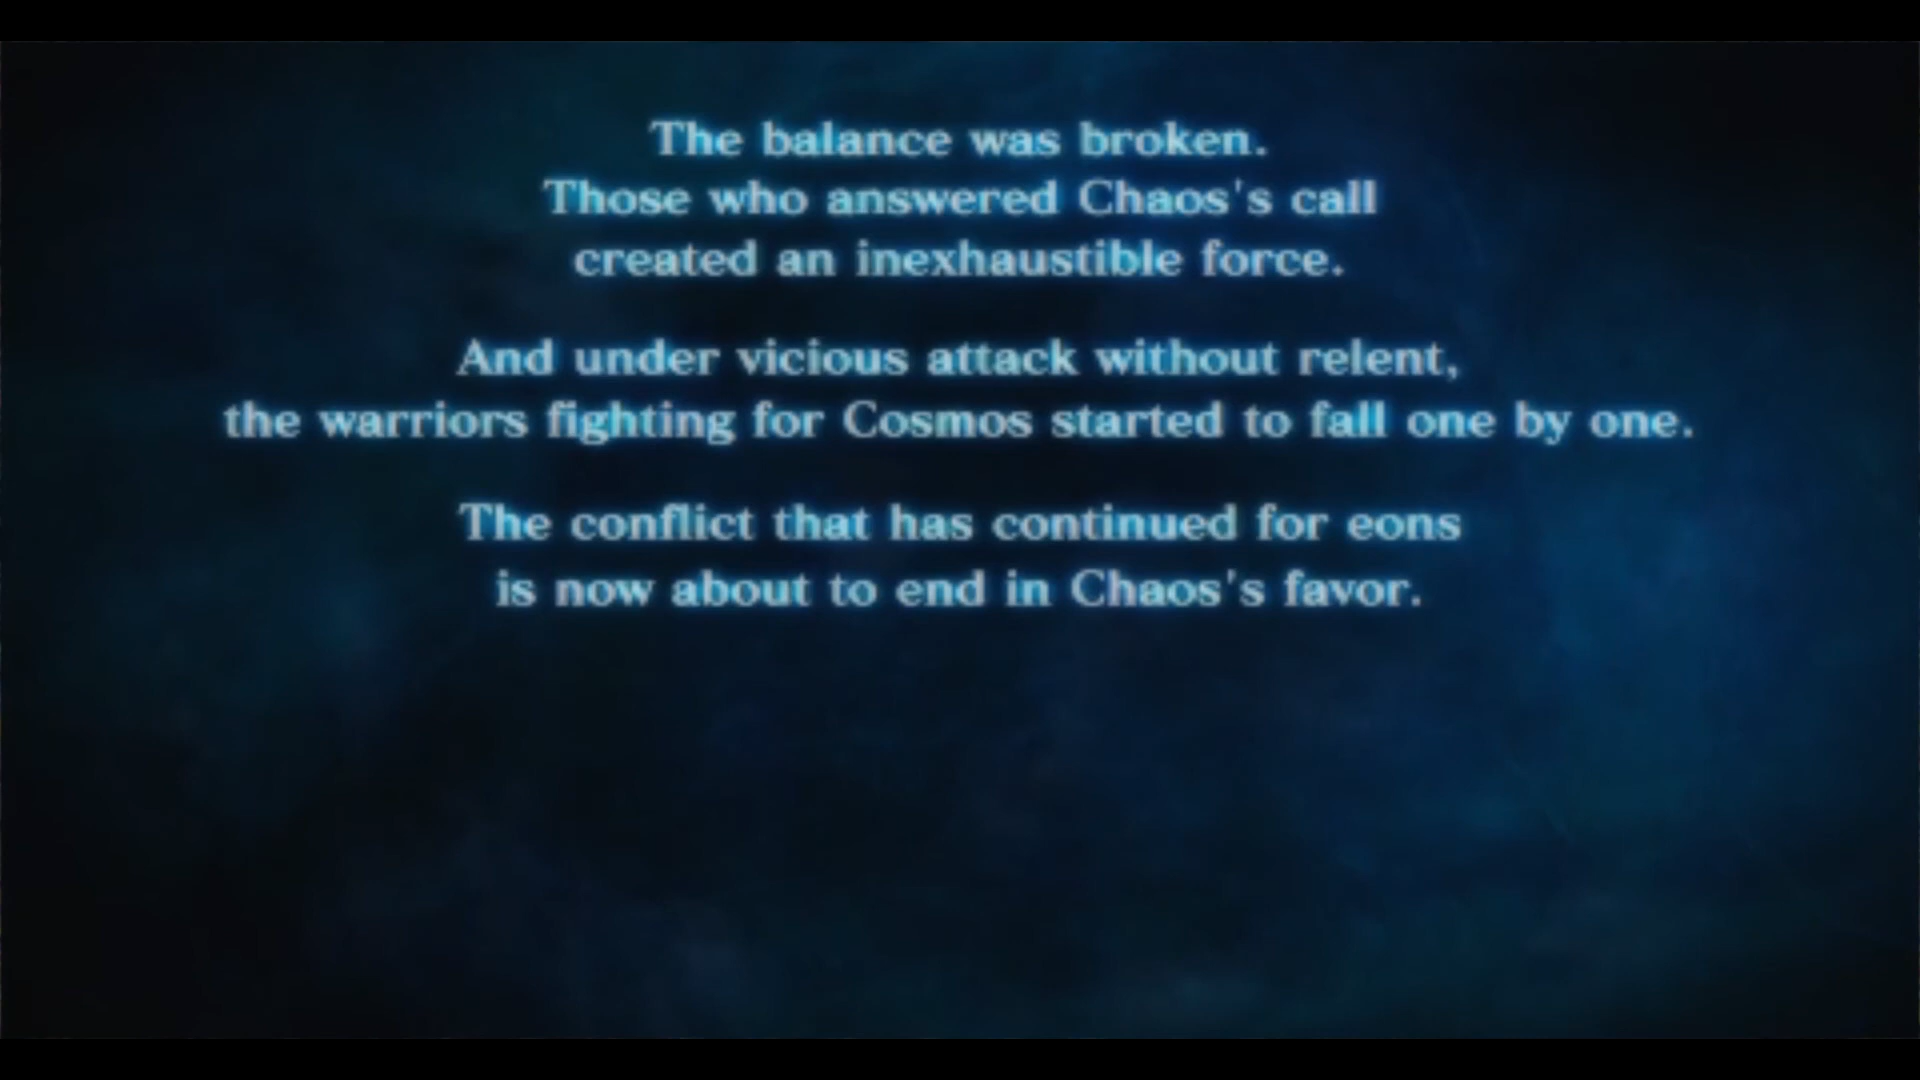 The balance was broken.
Those who answered Chaos's call
created an inexhaustible force.
And under vicious attack without relent,
the warriors fighting for Cosmos started to fall one by one.
The conflict that has continued for eons
is now about to end in Chaos's favor.